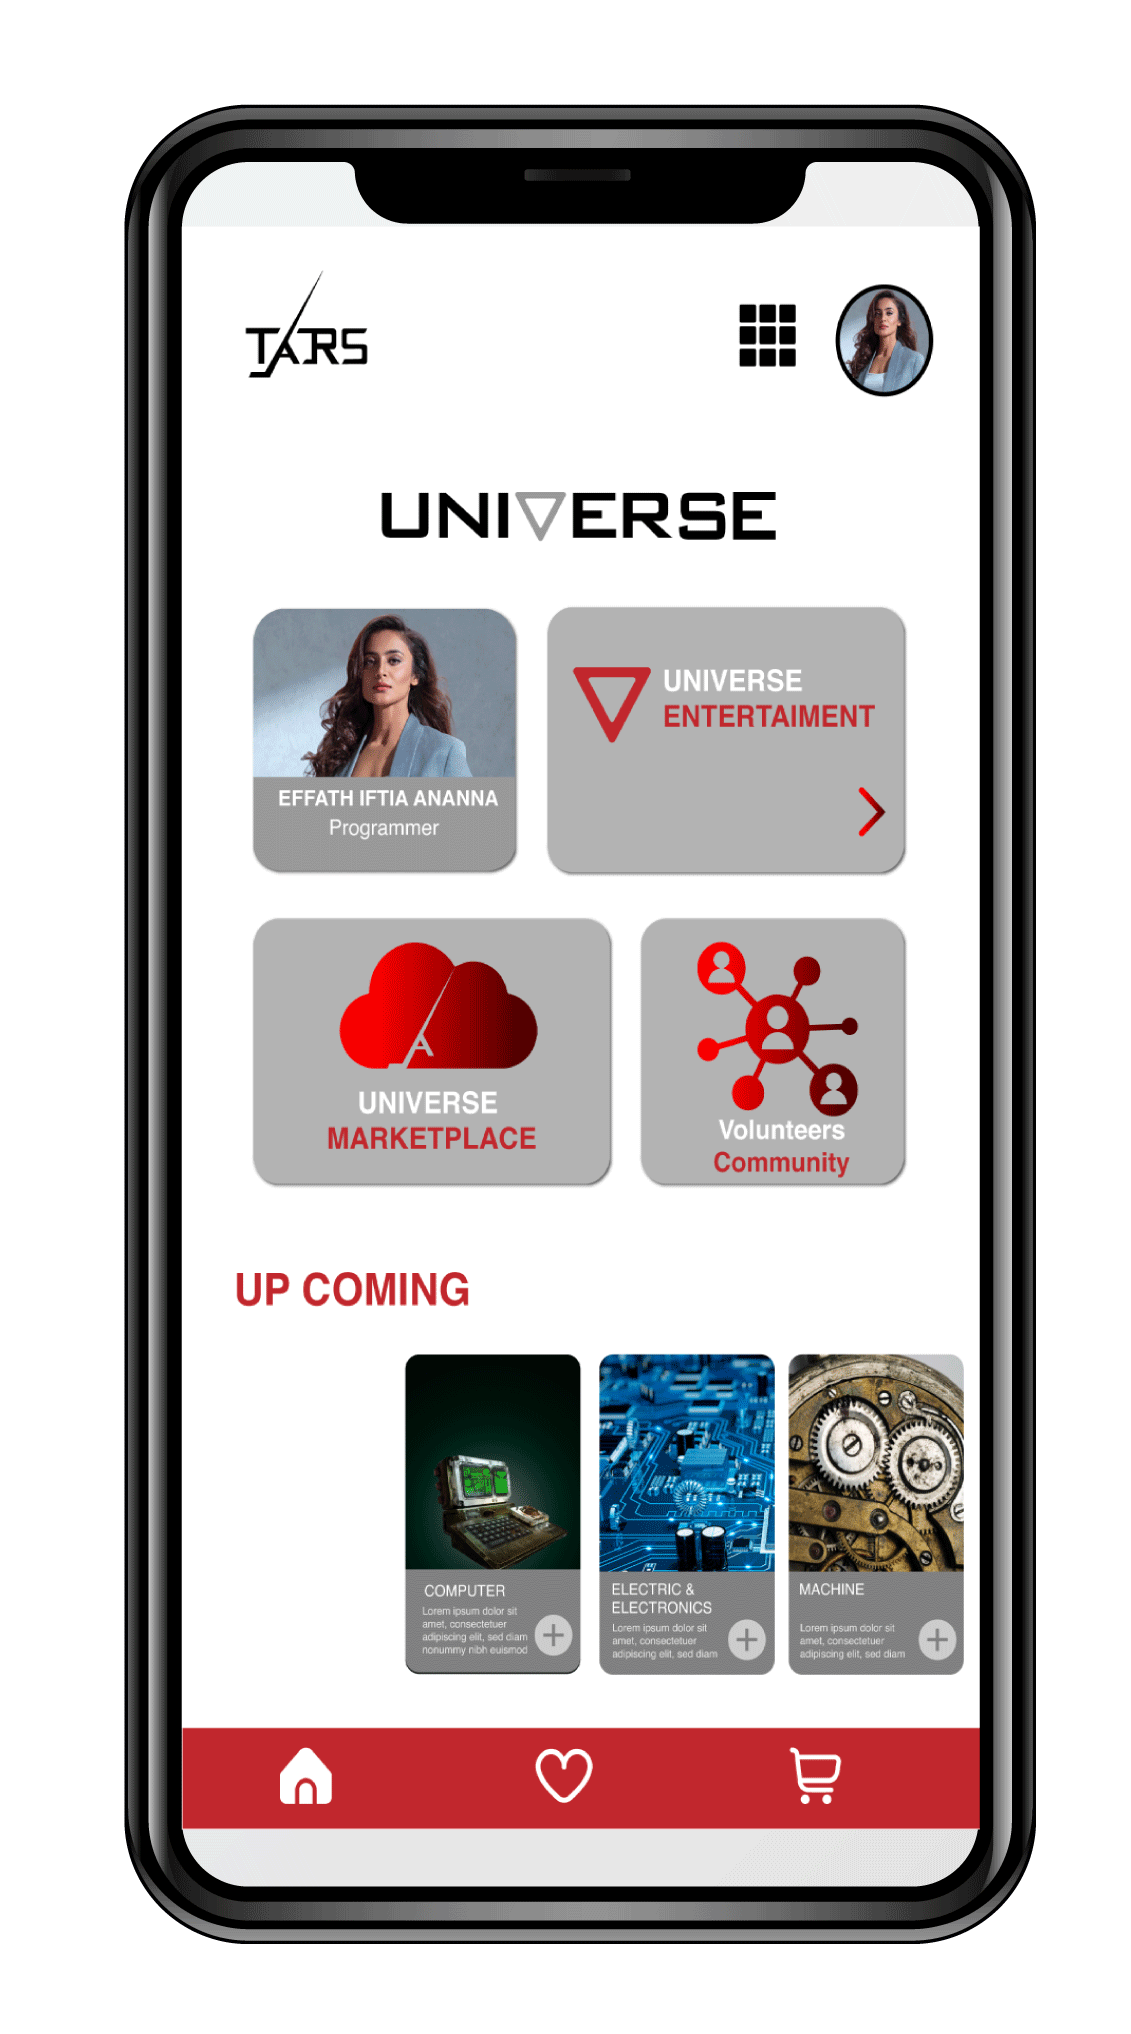 TARS
UNIVERSE
EFFATH IFTIA ANANNA
Programmer
UNIVERSE
ENTERTAIMENT
A
UNIVERSE
MARKETPLACE
Volunteers
Community
UP COMING
COMPUTER
Lorem ipsum dolor sit
amet, consectetuer
adipiscing elit, sed diam
nonummy nibh euismod
ELECTRIC &
ELECTRONICS
Lorem ipsum dolor sit
amet, consectetuer
adipiscing elit, sed diam
MACHINE
Lorem ipsum dolor sit
amet, consectetuer
adipiscing elit, sed diam